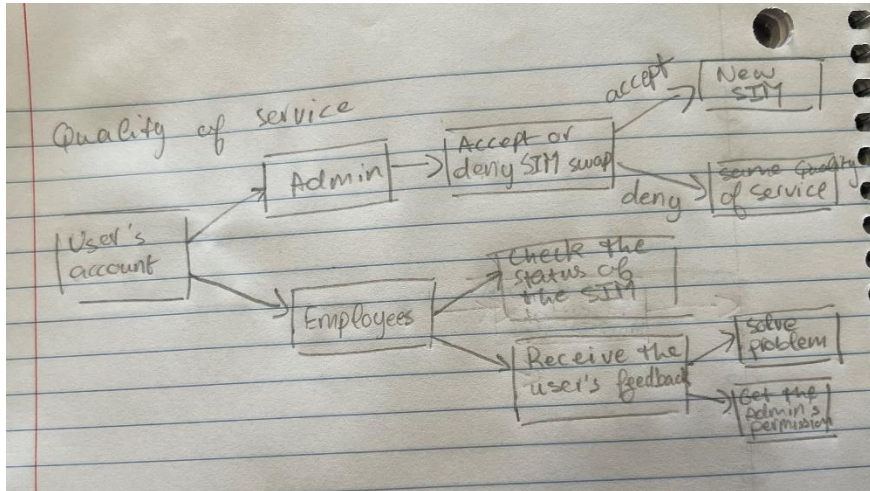 Quality of service
User's
account
Admin
Accept or
deny SIM swap
accept
New
SIM
deny
same Quality
of service
Employees
Check the
status of
the SIM
Receive the
user's feedback
Solve
problem
Get the
Admin's
permission